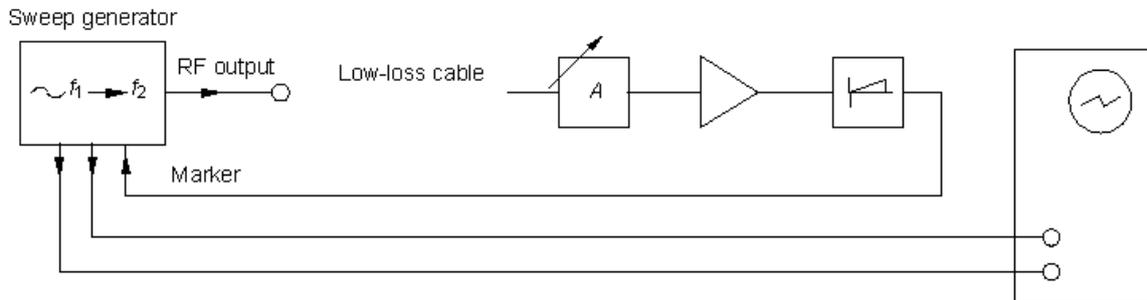 Sweep generator
f1 f2
RF output
Low-loss cable
A
Marker